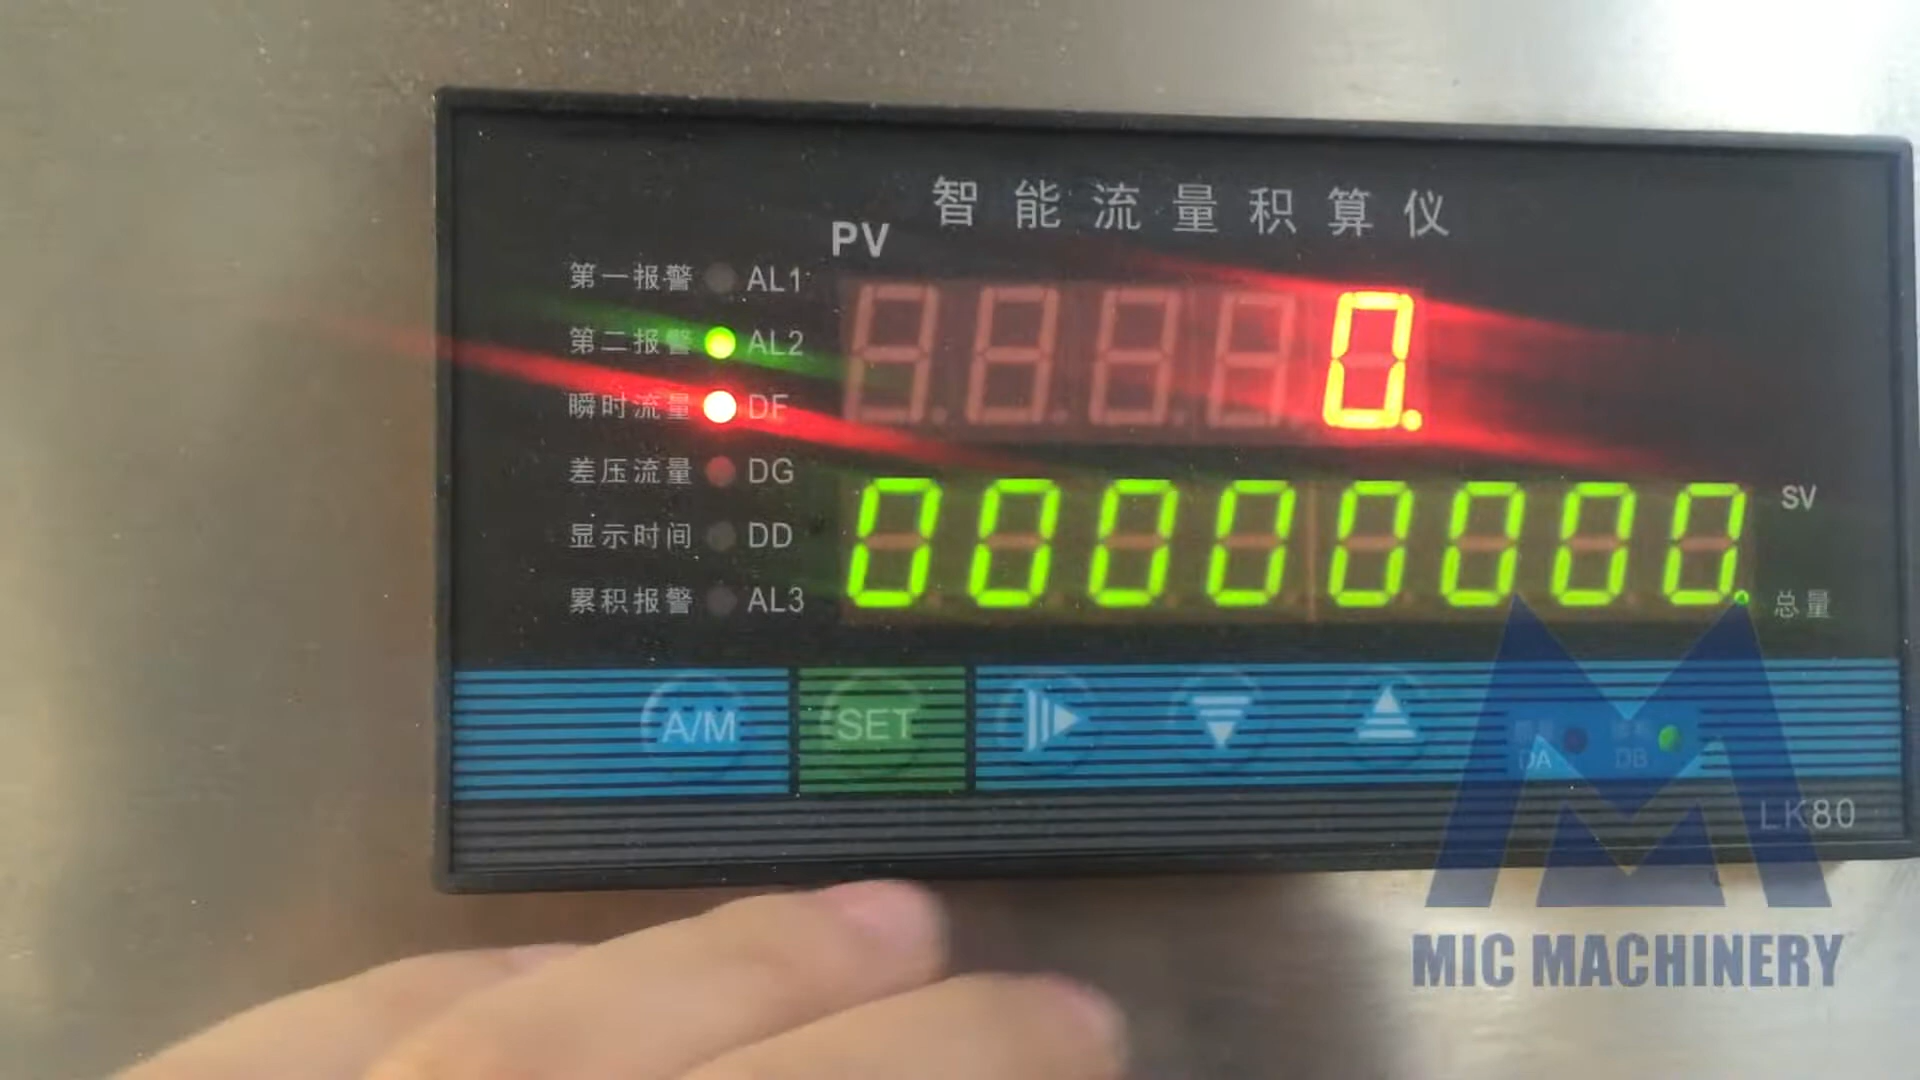 智能流量积算仪
PV
第一报警 AL1
0.
第二报警 AL2
瞬时流量 DF
差压流量 DG
00000000.
SV
显示时间 DD
累积报警 AL3
总量
A/M
SET
DA
DB
LK80
MIC MACHINERY